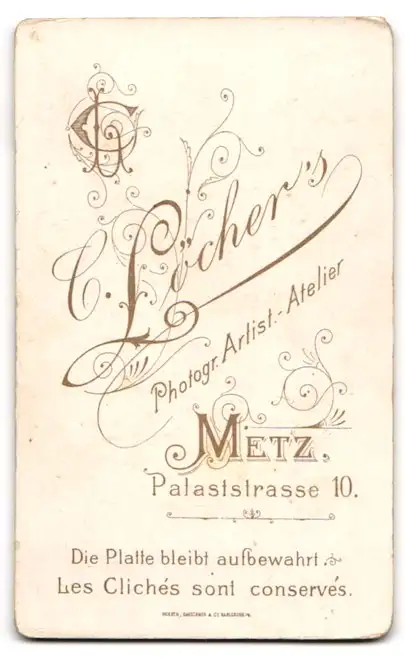 C. Löcher's
Photogr. Artist.-Atelier
METZ.
Palaststrasse 10.
Die Platte bleibt aufbewahrt.
Les Clichés sont conservés.